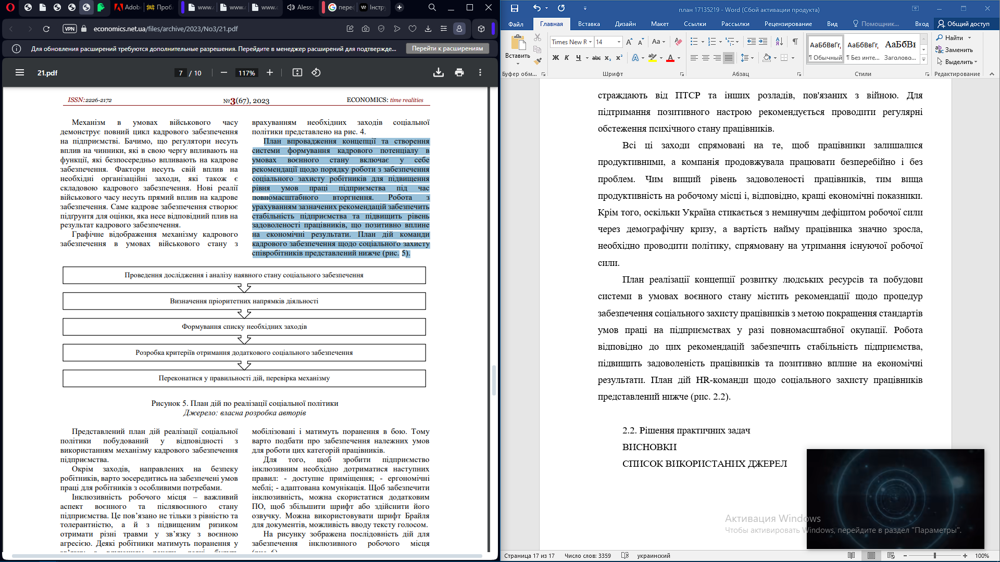 Adob
Проб
www.
www.
www.
Alessa
перес
Інстру
VPN
economics.net.ua/files/archive/2023/No3/21.pdf
Для обновления расширений требуются дополнительные разрешения. Перейдите в менеджер расширений для подтвержде...
Перейти к расширениям
21.pdf
7 / 10
117%
ISSN:2226-2172
№3(67), 2023
ECONOMICS: time realities
Механізм в умовах військового часу
демонструє повний цикл кадрового забезпечення
на підприємстві. Бачимо, що регулятори несуть
вплив на чинники, які в свою чергу впливають на
функції, які безпосередньо впливають на кадрове
забезпечення. Фактори несуть свій вплив на
необхідні організаційні заходи, які також є
складовою кадрового забезпечення. Нові реалії
військового часу несуть прямий вплив на кадрове
забезпечення. Саме кадрове забезпечення створює
підґрунтя для оцінки, яка несе відповідний плив на
результат кадрового забезпечення.
Графічне відображення механізму кадрового
забезпечення в умовах військового стану з
врахуванням необхідних заходів соціальної
політики представлено на рис. 4.
План впровадження концепції та створення
системи формування кадрового потенціалу в
умовах воєнного стану включає у себе
рекомендації щодо порядку роботи з забезпечення
соціального захисту робітників для підвищення
рівня умов праці підприємства під час
повномасштабного вторгнення. Робота з
урахуванням зазначених рекомендацій забезпечить
стабільність підприємства та підвищить рівень
задоволеності працівників, що позитивно вплине
на економічні результати. План дій команди
кадрового забезпечення щодо соціального захисту
співробітників представлений нижче (рис. 5).
Проведення дослідження і аналізу наявного стану соціального забезпечення
Визначення пріоритетних напрямків діяльності
Формування списку необхідних заходів
Розробка критеріїв отримання додаткового соціального забезпечення
Переконатися у правильності дій, перевірка механізму
Рисунок 5. План дій по реалізації соціальної політики
Джерело: власна розробка авторів
Представлений план дій реалізації соціальної
політики побудований у відповідності з
використанням механізму кадрового забезпечення
підприємства.
Окрім заходів, направлених на безпеку
робітників, варто зосередитись на забезпечені умов
праці для робітників з особливими потребами.
Інклюзивність робочого місця – важливий
аспект воєнного та післявоєнного стану
підприємства. Це пов’язано не тільки з рівністю та
толерантністю, а й з підвищеним ризиком
отримати різні травми у зв’язку з воєнною
агресією. Деякі робітники матимуть поранення у
мобілізовані і матимуть поранення в бою. Тому
варто подбати про забезпечення належних умов
для роботи цих категорій працівників.
Для того, щоб зробити підприємство
інклюзивним необхідно дотриматися наступних
правил: - доступне приміщення; - ергономічні
меблі; - адаптована комунікація. Щоб забезпечити
інклюзивність, можна скористатися додатковим
ПО, щоб збільшити шрифт або здійснити його
озвучку. Можна використовувати шрифт Брайля
для документів, можливість вводу тексту голосом.
На рисунку зображена послідовність дій для
забезпечення інклюзивного робочого місця
план 17135219 - Word (Сбой активации продукта)
Файл
Главная
Вставка
Дизайн
Макет
Ссылки
Рассылки
Рецензирование
Вид
Помощник...
Вход
Общий доступ
Вставить
Буфер обм...
Times New R
14
Ж К Ч abc x₂ x²
Шрифт
Абзац
АаБбВвГг,
¶ Обычный
АаБбВвГг,
¶ Без инте...
АаБбВı
Заголово...
Стили
Найти
Заменить
Выделить
Редактирование
страждають від ПТСР та інших розладів, пов'язаних з війною. Для
підтримання позитивного настрою рекомендується проводити регулярні
обстеження психічного стану працівників.
Всі ці заходи спрямовані на те, щоб працівники залишалися
продуктивними, а компанія продовжувала працювати безперебійно і без
проблем. Чим вищий рівень задоволеності працівників, тим вища
продуктивність на робочому місці і, відповідно, кращі економічні показники.
Крім того, оскільки Україна стикається з неминучим дефіцитом робочої сили
через демографічну кризу, а вартість найму працівника значно зросла,
необхідно проводити політику, спрямовану на утримання існуючої робочої
сили.
План реалізації концепції розвитку людських ресурсів та побудови
системи в умовах воєнного стану містить рекомендації щодо процедур
забезпечення соціального захисту працівників з метою покращення стандартів
умов праці на підприємствах у разі повномасштабної окупації. Робота
відповідно до цих рекомендацій забезпечить стабільність підприємства,
підвищить задоволеність працівників та позитивно вплине на економічні
результати. План дій HR-команди щодо соціального захисту працівників
представлений нижче (рис. 2.2).
2.2. Рішення практичних задач
ВИСНОВКИ
СПИСОК ВИКОРИСТАНИХ ДЖЕРЕЛ
Активация Windows
Чтобы активировать Windows, перейдите в раздел "Параметры".
Страница 17 из 17
Число слов: 3359
украинский
100%